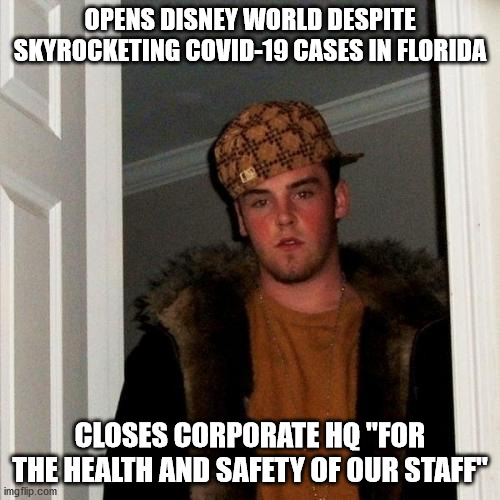 OPENS DISNEY WORLD DESPITE
SKYROCKETING COVID-19 CASES IN FLORIDA
CLOSES CORPORATE HQ "FOR
THE HEALTH AND SAFETY OF OUR STAFF"
imgflip.com